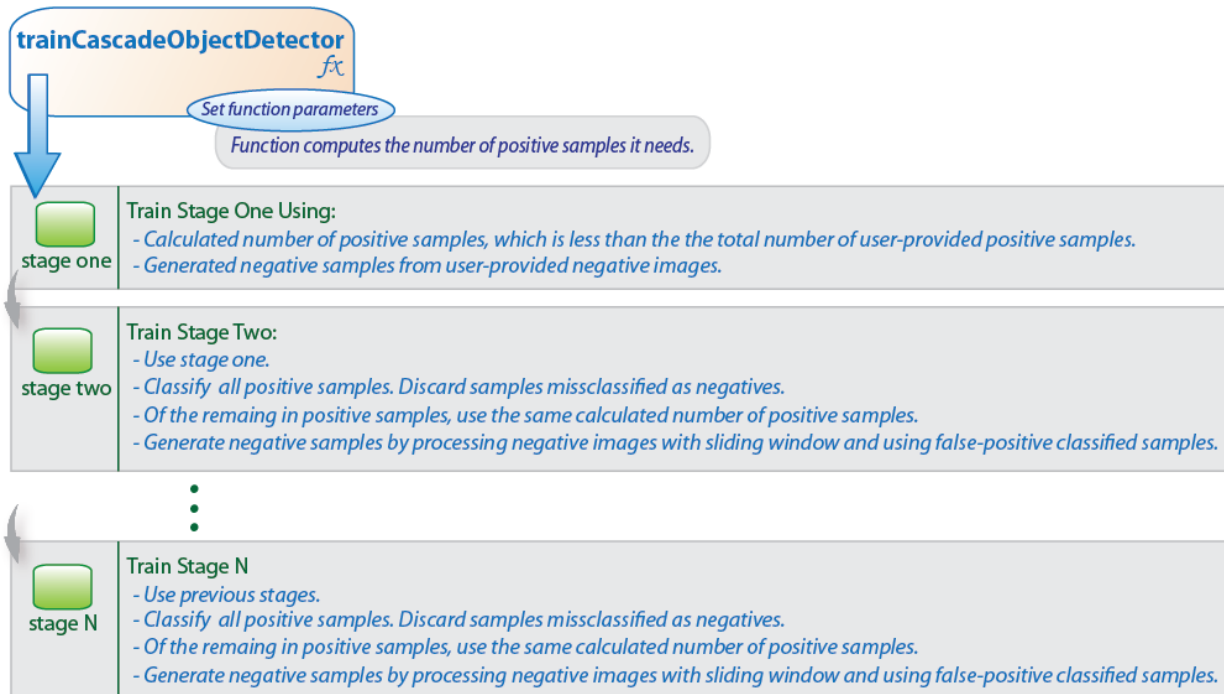 trainCascadeObjectDetector
fx
Set function parameters
Function computes the number of positive samples it needs.
Train Stage One Using:
- Calculated number of positive samples, which is less than the the total number of user-provided positive samples.
stage one
- Generated negative samples from user-provided negative images.
Train Stage Two:
- Use stage one.
stage two
- Classify all positive samples. Discard samples missclassified as negatives.
- Of the remaing in positive samples, use the same calculated number of positive samples.
- Generate negative samples by processing negative images with sliding window and using false-positive classified samples.
Train Stage N
- Use previous stages.
stage N
- Classify all positive samples. Discard samples missclassified as negatives.
- Of the remaing in positive samples, use the same calculated number of positive samples.
- Generate negative samples by processing negative images with sliding window and using false-positive classified samples.